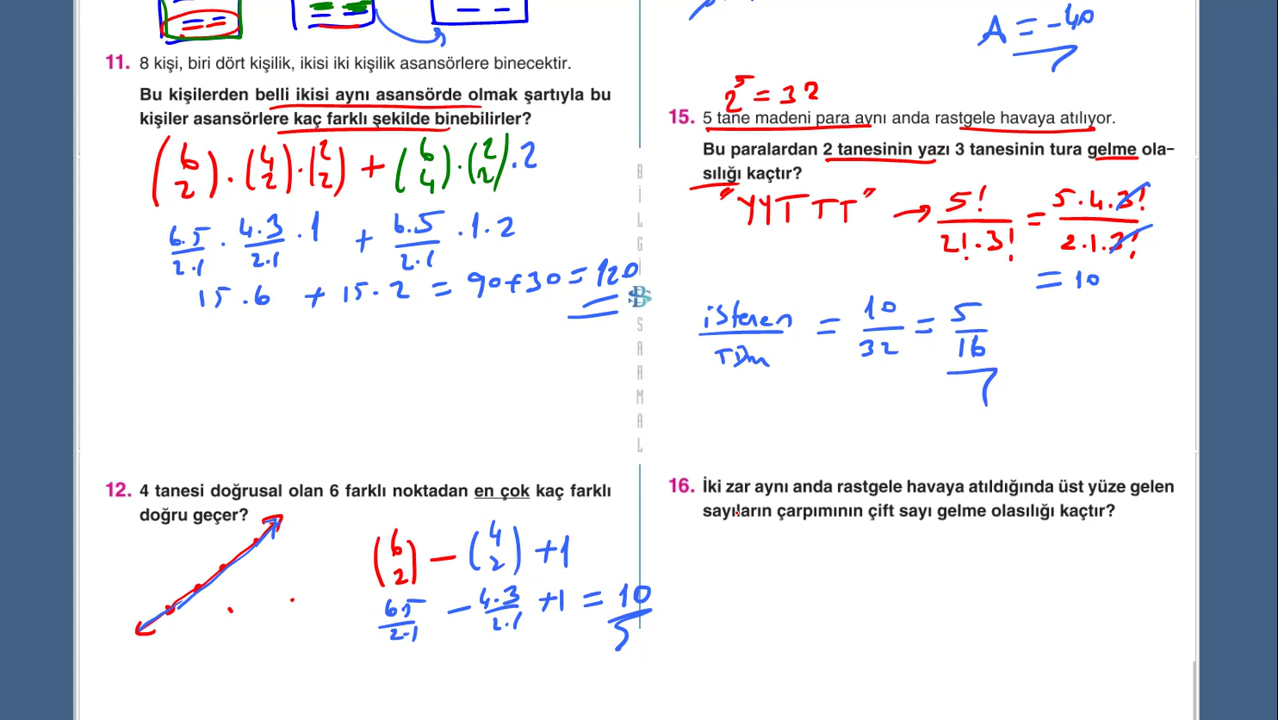 11. 8 kişi, biri dört kişilik, ikisi iki kişilik asansörlere binecektir.
Bu kişilerden belli ikisi aynı asansörde olmak şartıyla bu
kişiler asansörlere kaç farklı şekilde binebilirler?
(6 2) . (4 2) . (2 2) + (6 4) . (2 2) . 2
6.5/2.1 . 4.3/2.1 . 1 + 6.5/2.1 . 1 . 2
15.6 + 15.2 = 90+30 = 120
12. 4 tanesi doğrusal olan 6 farklı noktadan en çok kaç farklı
doğru geçer?
(6 2) − (4 2) + 1
6.5/2.1 − 4.3/2.1 + 1 = 10
BİLGİ
SARMAL
A = −40
2^5 = 32
15. 5 tane madeni para aynı anda rastgele havaya atılıyor.
Bu paralardan 2 tanesinin yazı 3 tanesinin tura gelme ola-
sılığı kaçtır?
"YYTTT" → 5!/2!.3! = 5.4.3!/2.1.3!
= 10
istenen/Tüm = 10/32 = 5/16
16. İki zar aynı anda rastgele havaya atıldığında üst yüze gelen
sayıların çarpımının çift sayı gelme olasılığı kaçtır?